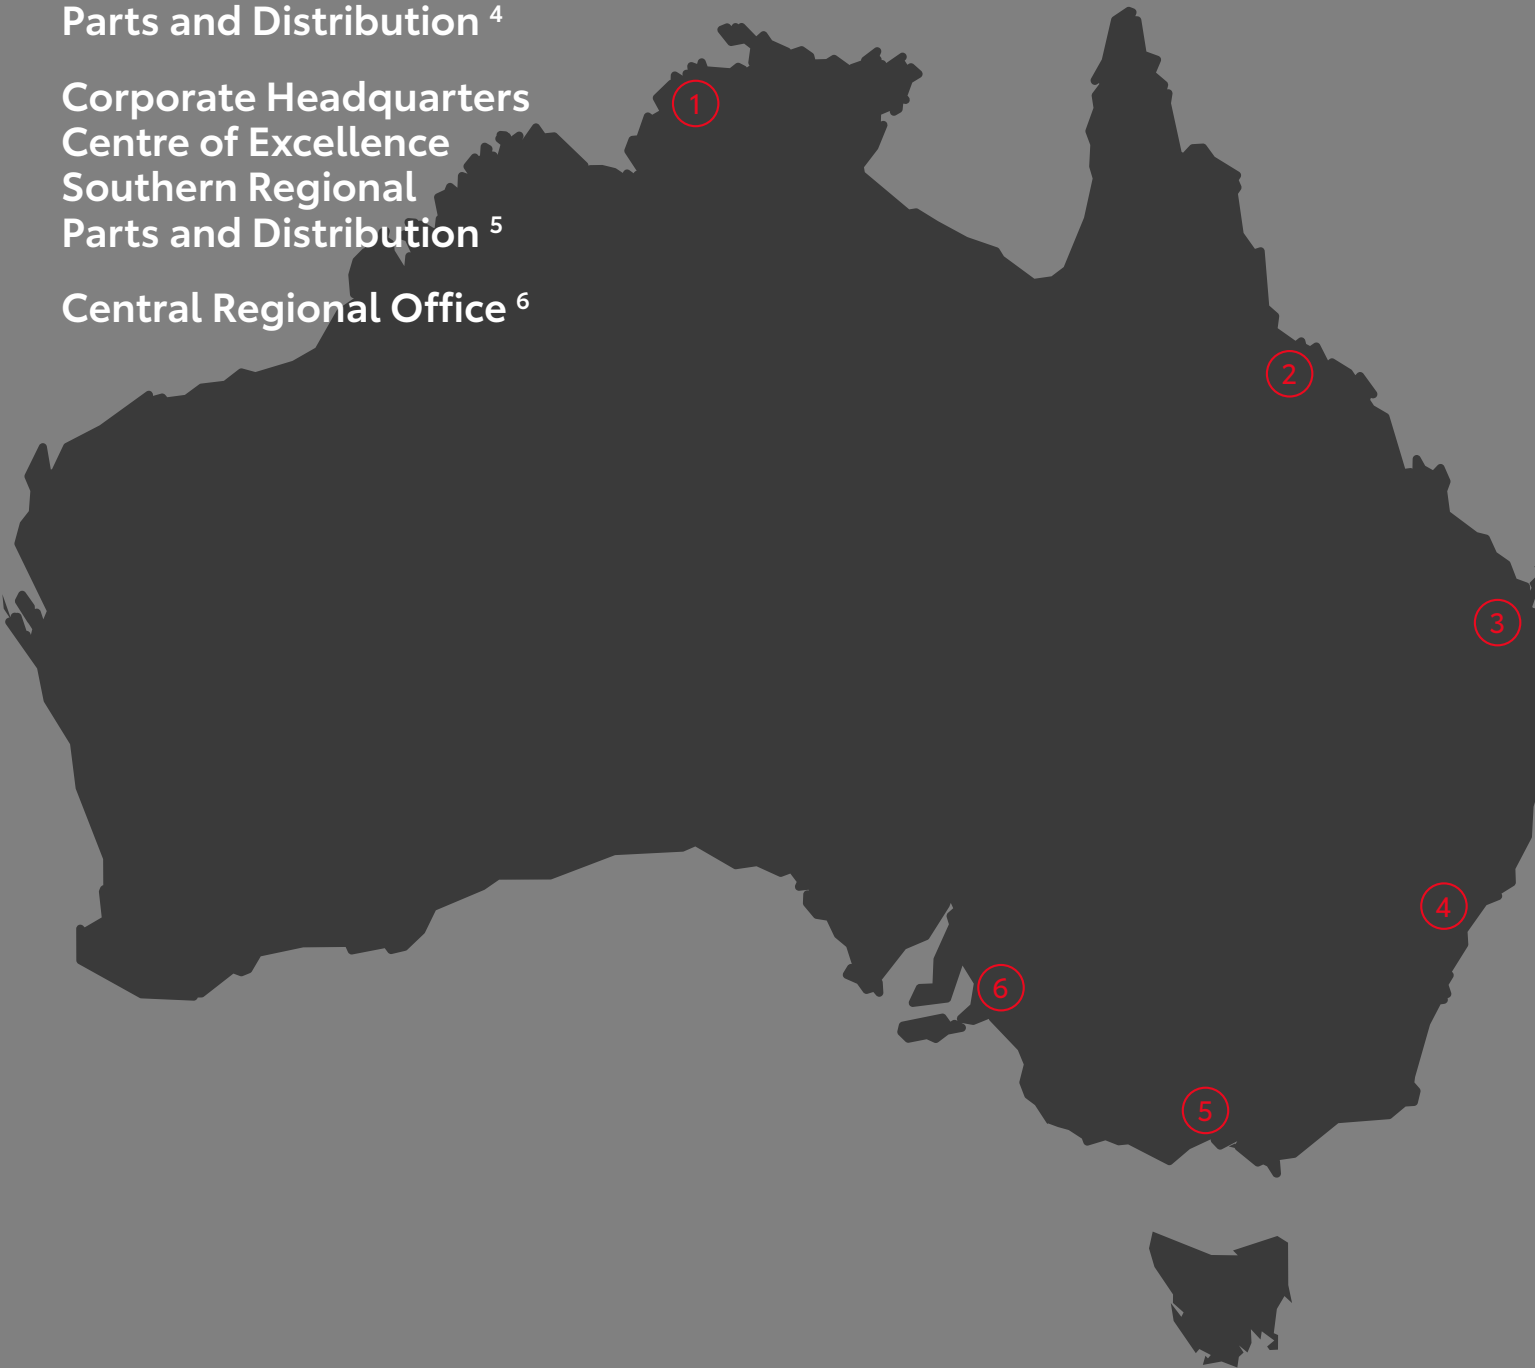 Parts and Distribution ⁴
Corporate Headquarters
Centre of Excellence
Southern Regional
Parts and Distribution ⁵
Central Regional Office ⁶
1
2
3
4
6
5